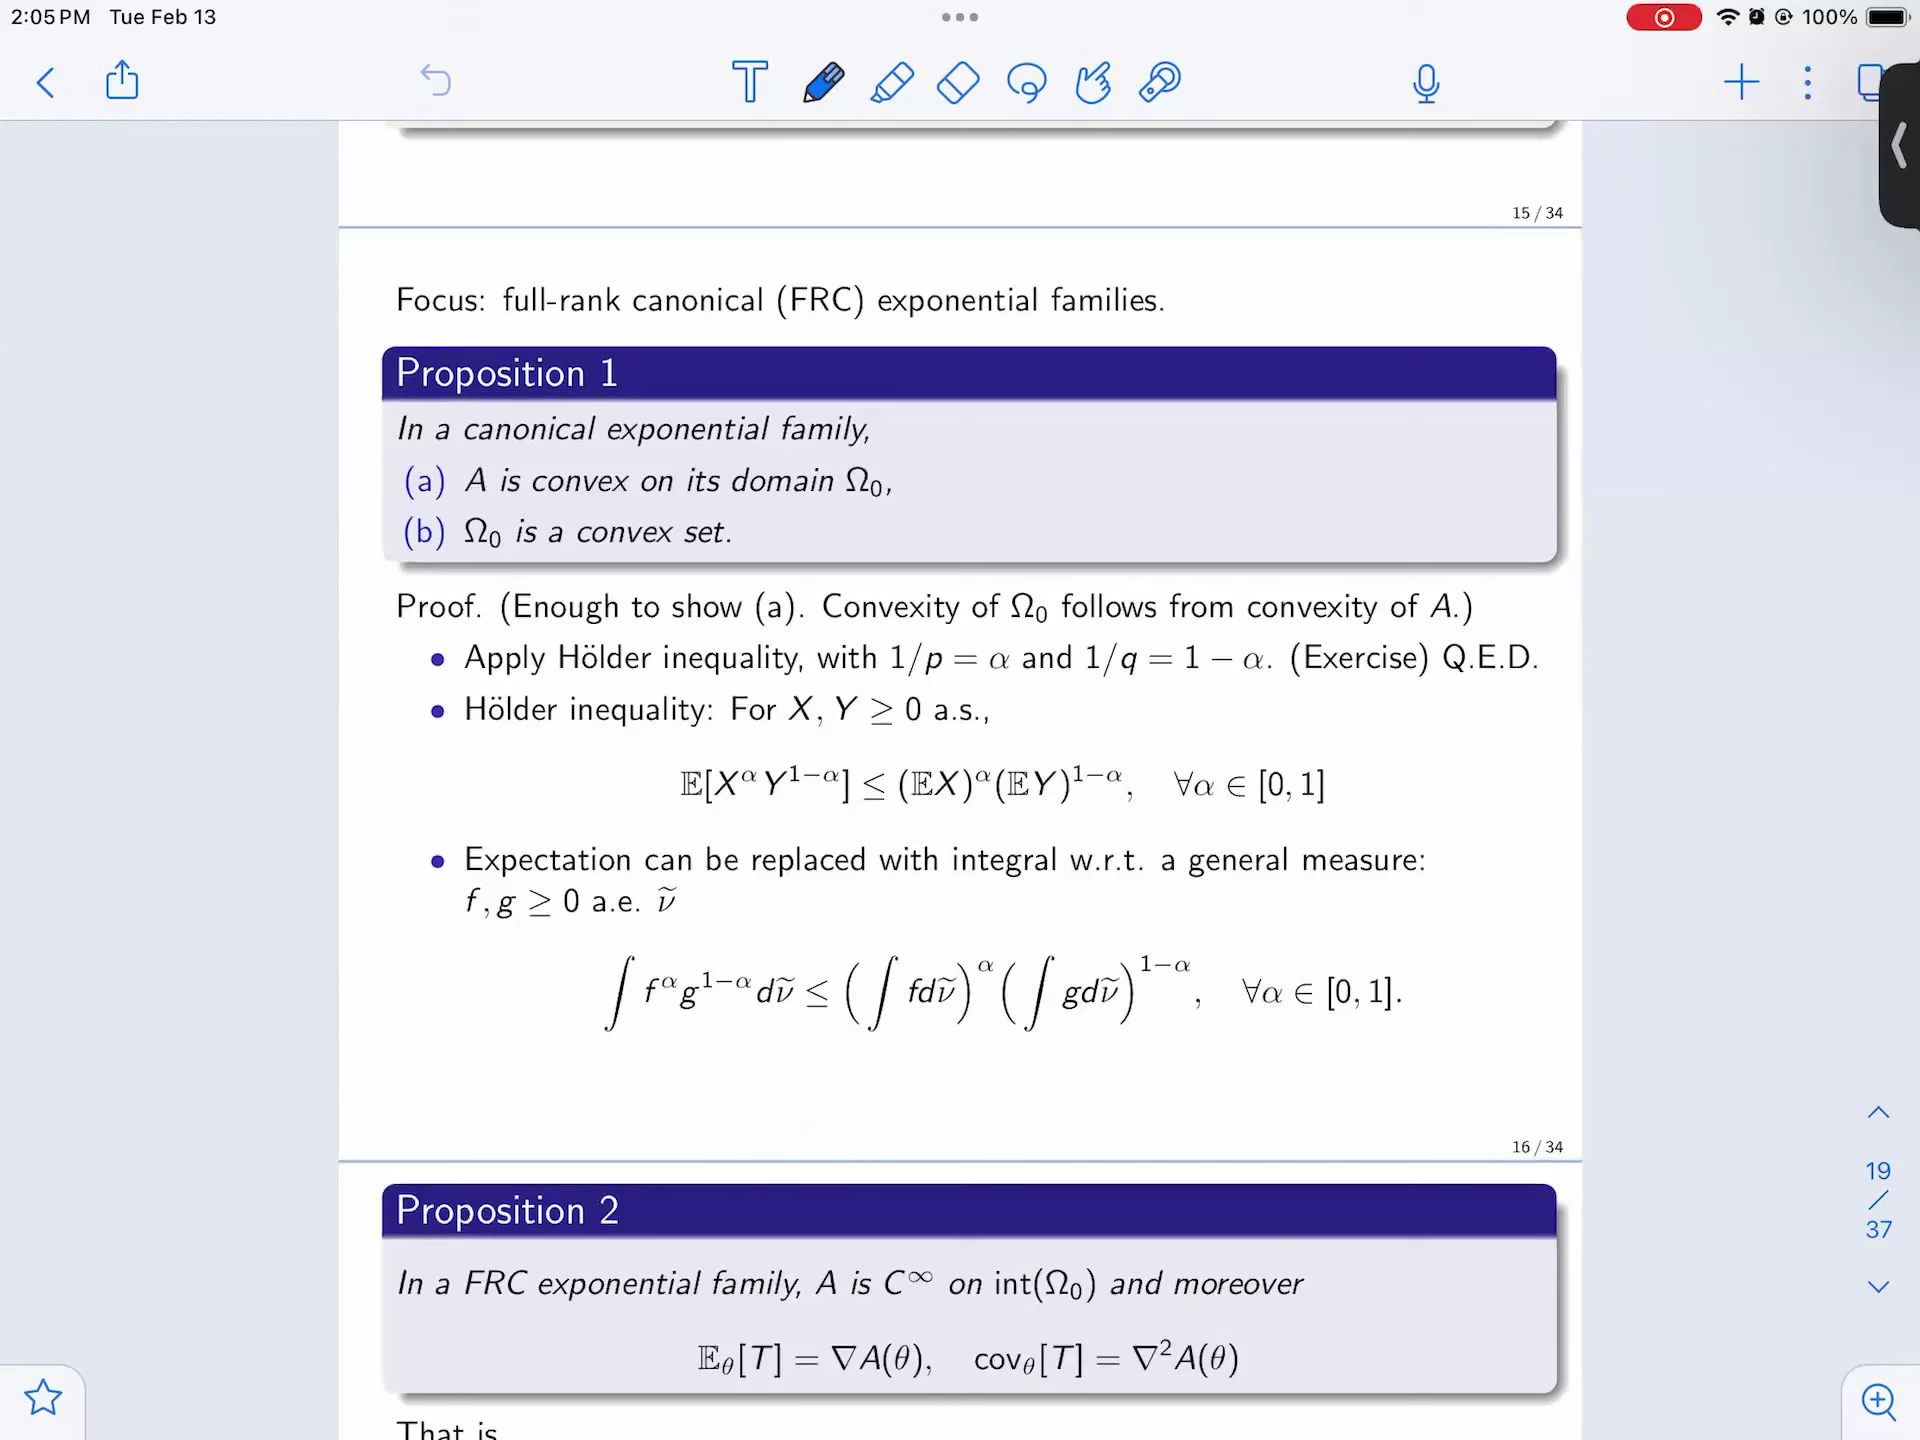 2:05 PM Tue Feb 13
100%
15 / 34
Focus: full-rank canonical (FRC) exponential families.
Proposition 1
In a canonical exponential family,
(a) A is convex on its domain Ω₀,
(b) Ω₀ is a convex set.
Proof. (Enough to show (a). Convexity of Ω₀ follows from convexity of A.)
• Apply Hölder inequality, with 1/p = α and 1/q = 1 − α. (Exercise) Q.E.D.
• Hölder inequality: For X, Y ≥ 0 a.s.,
𝔼[X^α Y^{1−α}] ≤ (𝔼X)^α (𝔼Y)^{1−α}, ∀α ∈ [0, 1]
• Expectation can be replaced with integral w.r.t. a general measure:
f, g ≥ 0 a.e. ν̃
∫ f^α g^{1−α} dν̃ ≤ (∫ fdν̃)^α (∫ gdν̃)^{1−α}, ∀α ∈ [0, 1].
16 / 34
19
/
37
Proposition 2
In a FRC exponential family, A is C^∞ on int(Ω₀) and moreover
𝔼_θ[T] = ∇A(θ), cov_θ[T] = ∇²A(θ)
That is